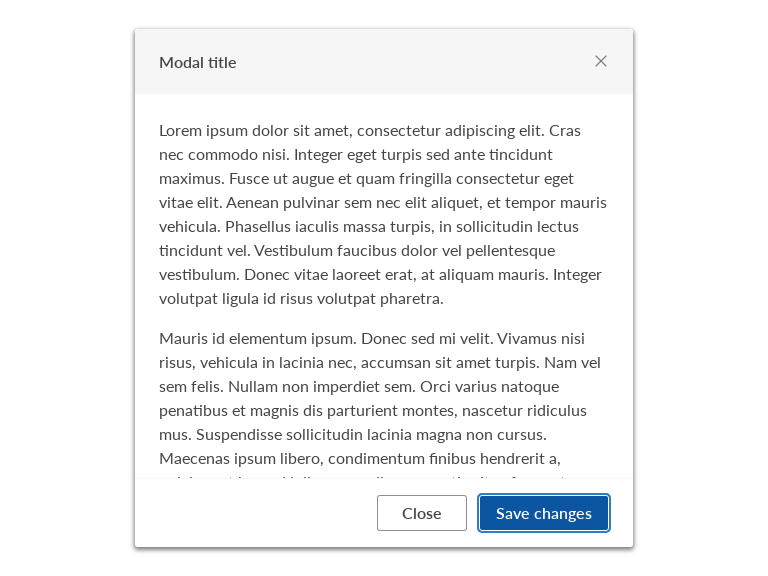 Modal title
Lorem ipsum dolor sit amet, consectetur adipiscing elit. Cras
nec commodo nisi. Integer eget turpis sed ante tincidunt
maximus. Fusce ut augue et quam fringilla consectetur eget
vitae elit. Aenean pulvinar sem nec elit aliquet, et tempor mauris
vehicula. Phasellus iaculis massa turpis, in sollicitudin lectus
tincidunt vel. Vestibulum faucibus dolor vel pellentesque
vestibulum. Donec vitae laoreet erat, at aliquam mauris. Integer
volutpat ligula id risus volutpat pharetra.
Mauris id elementum ipsum. Donec sed mi velit. Vivamus nisi
risus, vehicula in lacinia nec, accumsan sit amet turpis. Nam vel
sem felis. Nullam non imperdiet sem. Orci varius natoque
penatibus et magnis dis parturient montes, nascetur ridiculus
mus. Suspendisse sollicitudin lacinia magna non cursus.
Maecenas ipsum libero, condimentum finibus hendrerit a,
Close
Save changes